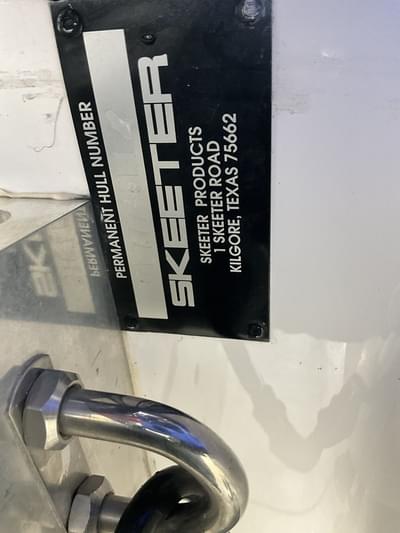 PERMANENT HULL NUMBER
SKEETER
SKEETER PRODUCTS
1 SKEETER ROAD
KILGORE, TEXAS 75662